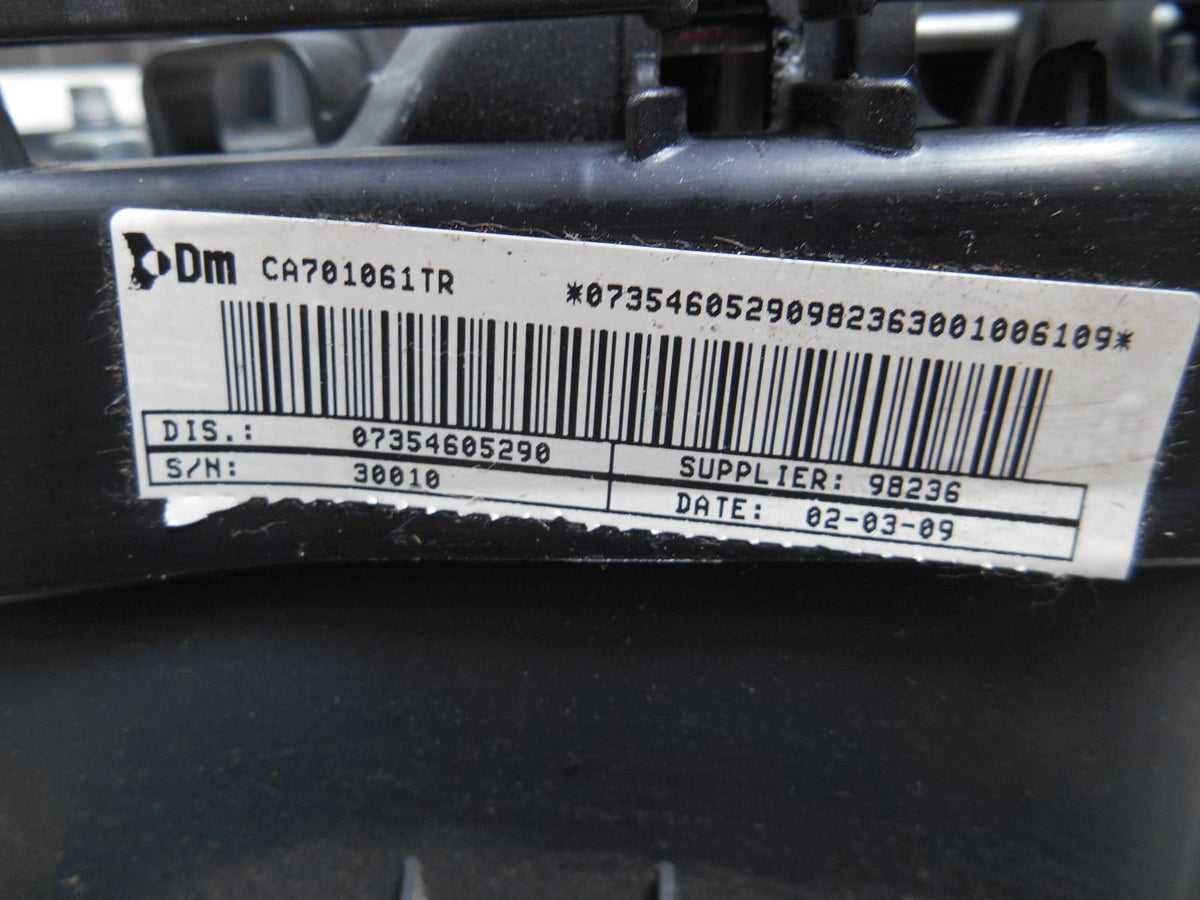 Dm CA701061TR *07354605290982363001006109*
DIS.: 07354605290 SUPPLIER: 98236
S/N: 30010 DATE: 02-03-09